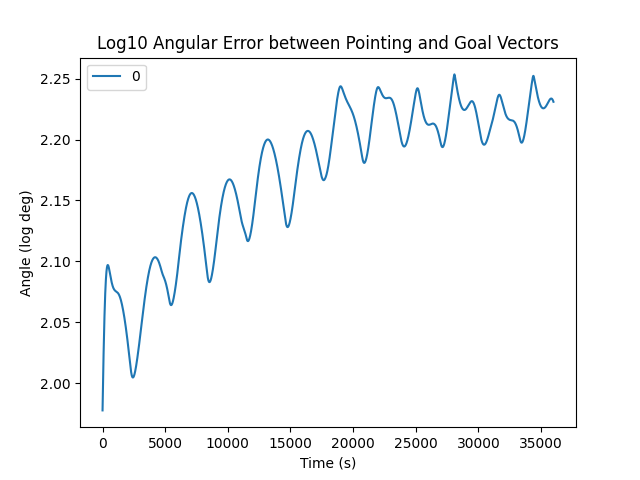 Log10 Angular Error between Pointing and Goal Vectors
0
2.25
2.20
2.15
2.10
2.05
2.00
Angle (log deg)
0 5000 10000 15000 20000 25000 30000 35000
Time (s)